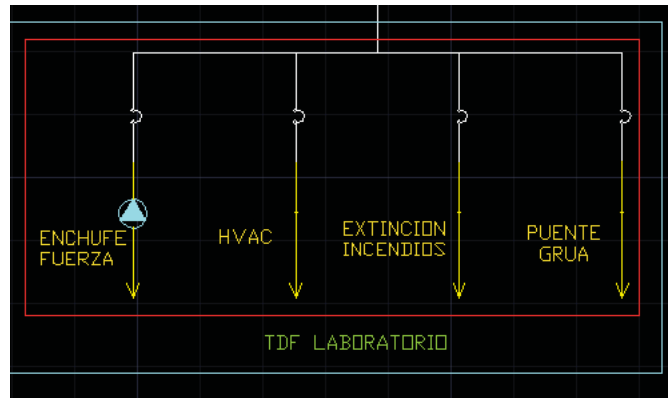 ENCHUFE
FUERZA
HVAC
EXTINCION
INCENDIOS
PUENTE
GRUA
TDF LABORATORIO